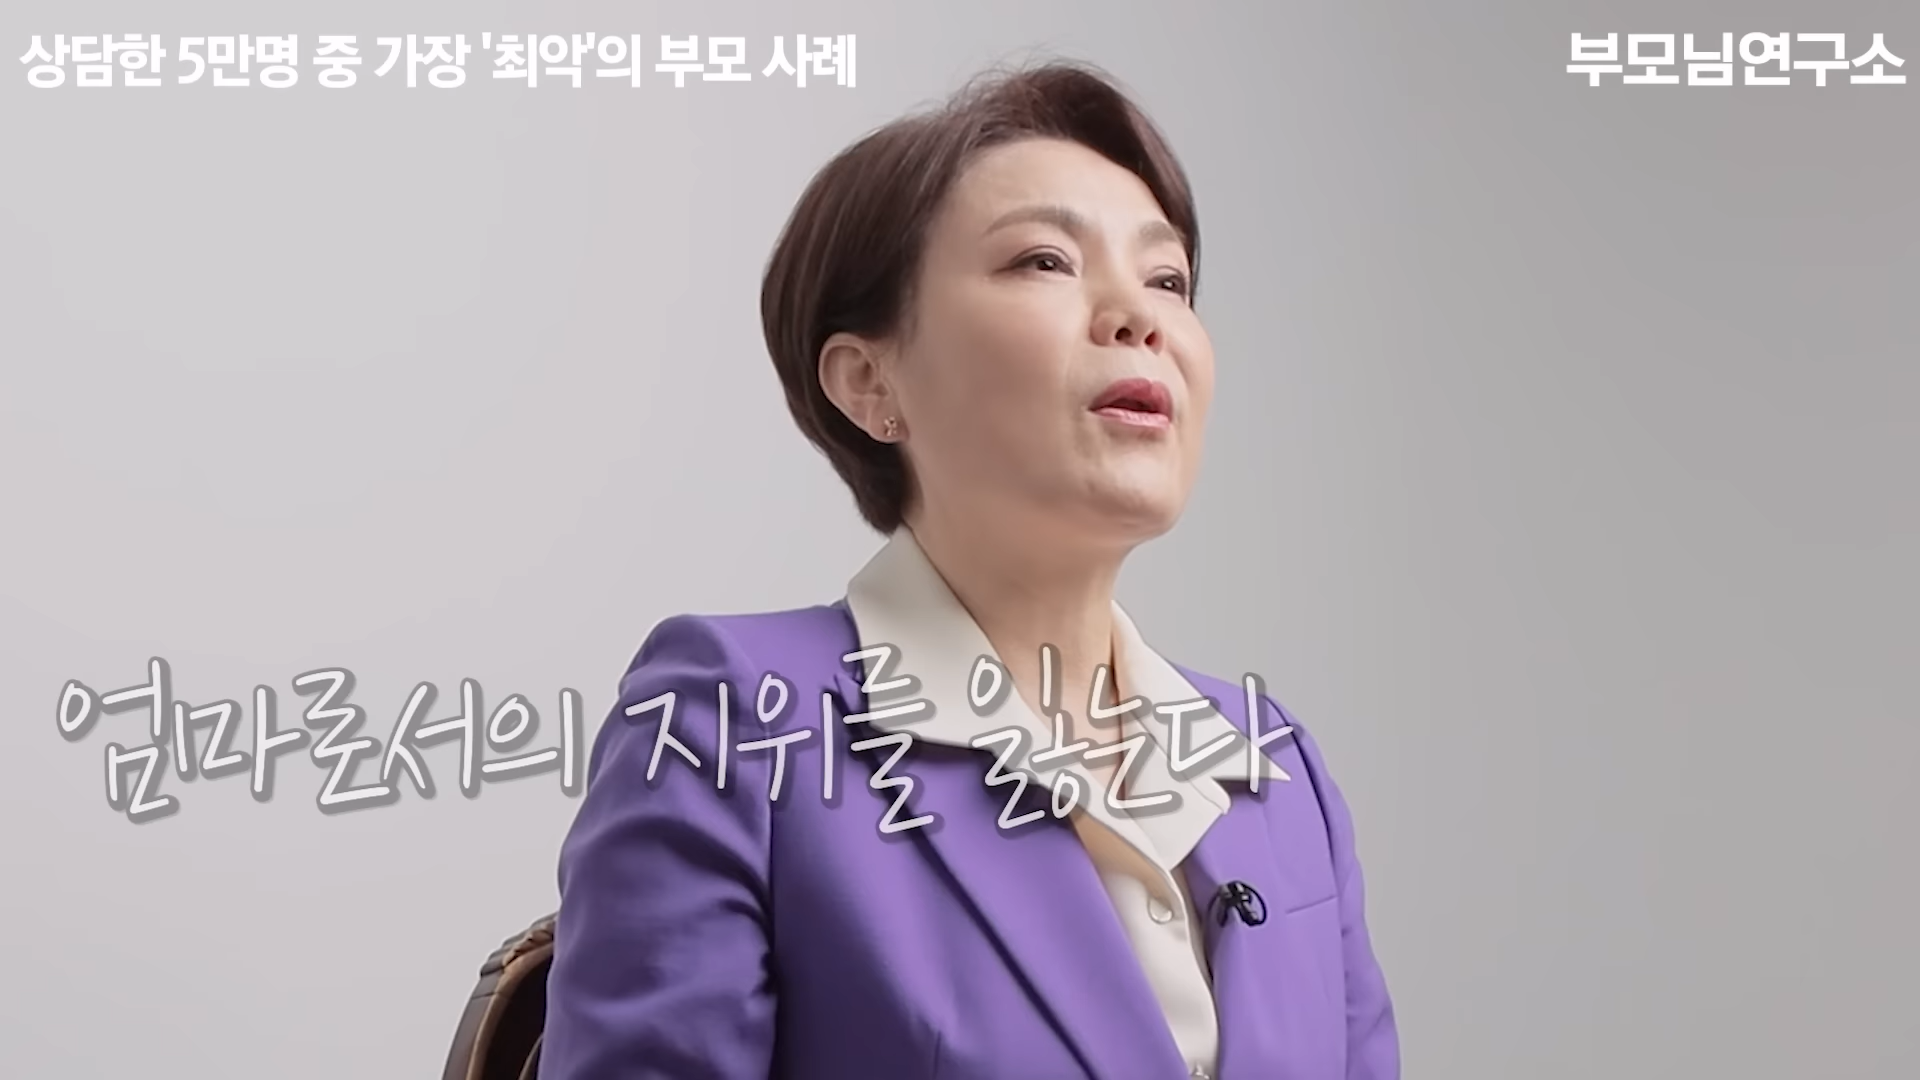 상담한 5만명 중 가장 '최악'의 부모 사례
부모님연구소
엄마로서의 지위를 잃는다